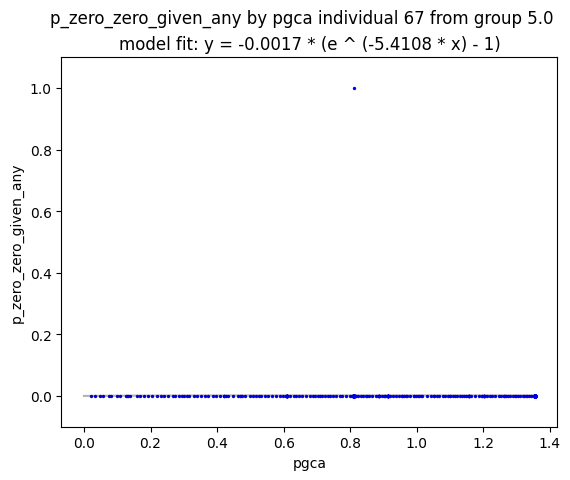 p_zero_zero_given_any by pgca individual 67 from group 5.0
model fit: y = -0.0017 * (e ^ (-5.4108 * x) - 1)
1.0
0.8
0.6
0.4
0.2
0.0
p_zero_zero_given_any
0.0 0.2 0.4 0.6 0.8 1.0 1.2 1.4
pgca